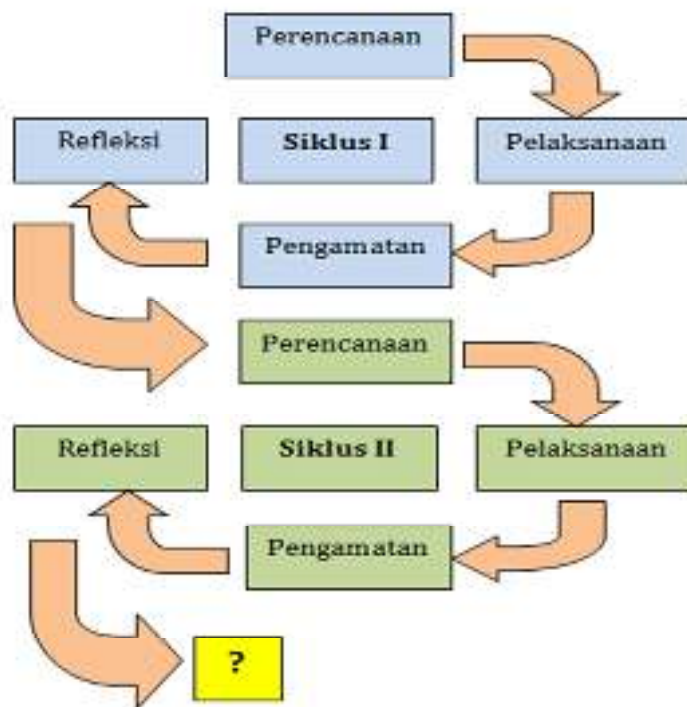 Perencanaan
Refleksi
Siklus I
Pelaksanaan
Pengamatan
Perencanaan
Refleksi
Siklus II
Pelaksanaan
Pengamatan
?